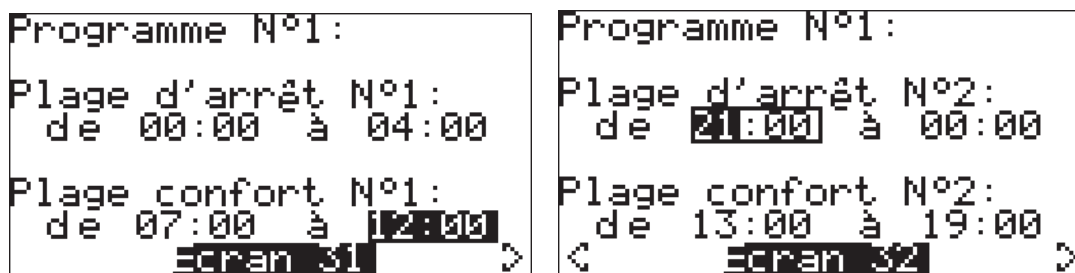 Programme N°1:
Plage d'arrêt N°1:
de 00:00 à 04:00
Plage confort N°1:
de 07:00 à 12:00
Ecran 31 >
Programme N°1:
Plage d'arrêt N°2:
de 21:00 à 00:00
Plage confort N°2:
de 13:00 à 19:00
< Ecran 32 >